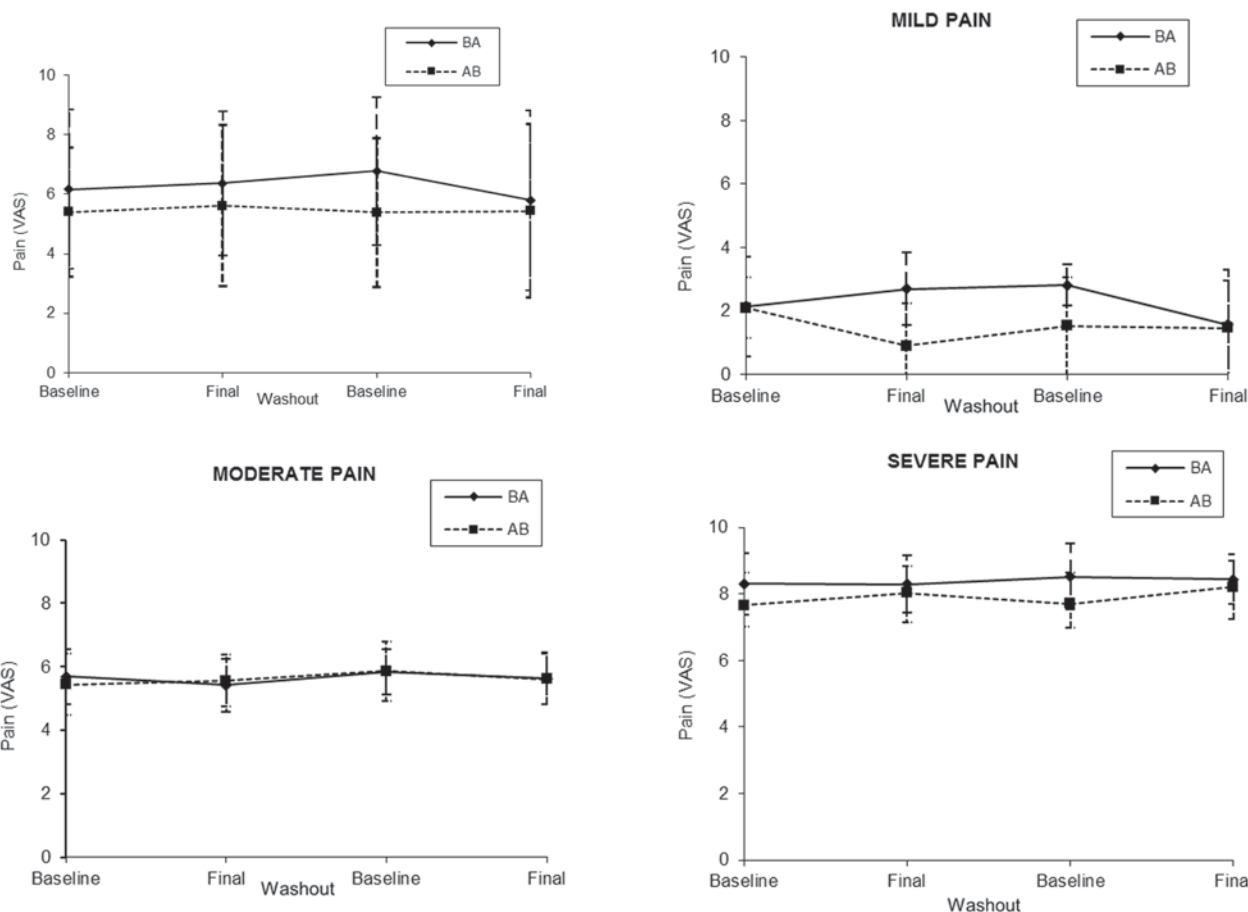 BA
AB
10
8
6
4
2
0
Pain (VAS)
Baseline
Final
Washout
Baseline
Final
MILD PAIN
BA
AB
10
8
6
4
2
0
Pain (VAS)
Baseline
Final
Washout
Baseline
Final
MODERATE PAIN
BA
AB
10
8
6
4
2
0
Pain (VAS)
Baseline
Final
Washout
Baseline
Final
SEVERE PAIN
BA
AB
10
8
6
4
2
0
Pain (VAS)
Baseline
Final
Washout
Baseline
Final